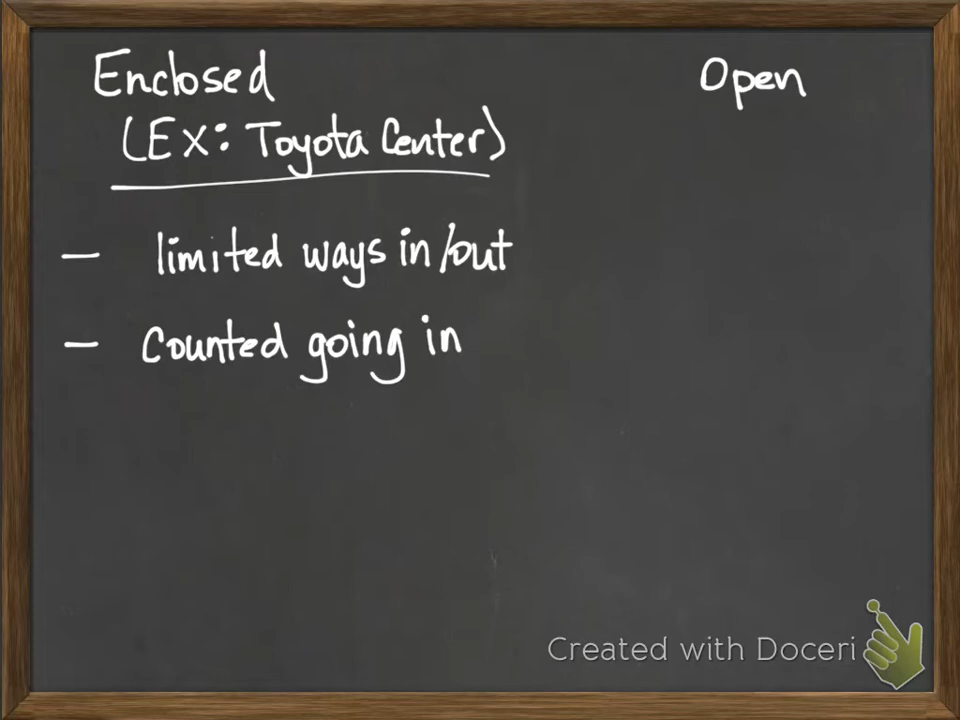 Enclosed
(EX: Toyota Center)
Open
— limited ways in/out
— Counted going in
Created with Doceri